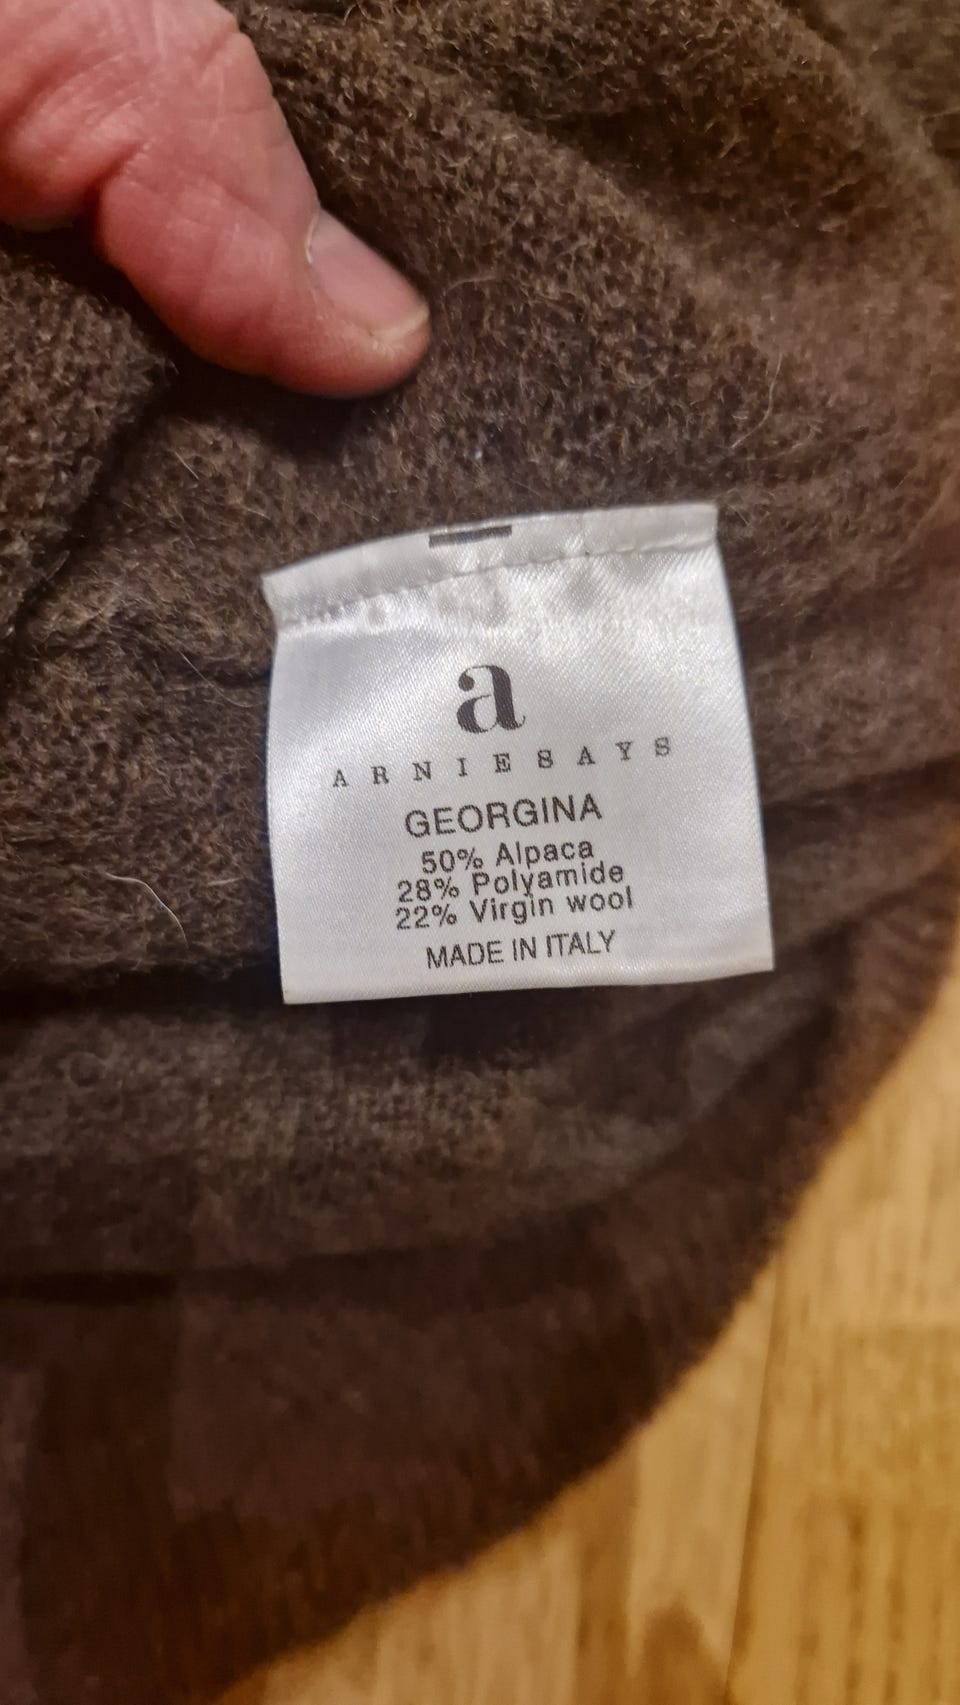 a
ARNIESAYS
GEORGINA
50% Alpaca
28% Polyamide
22% Virgin wool
MADE IN ITALY